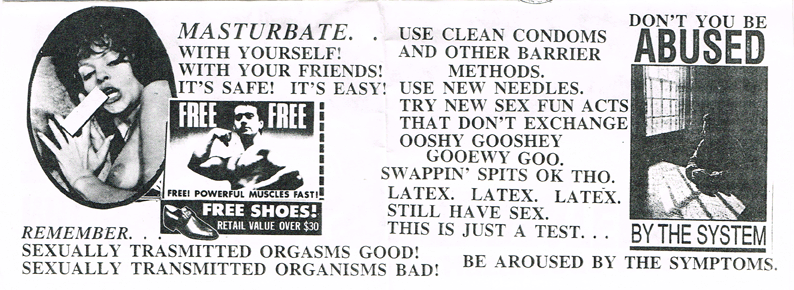 MASTURBATE. . .
WITH YOURSELF!
WITH YOUR FRIENDS!
IT'S SAFE! IT'S EASY!
FREE FREE
FREE! POWERFUL MUSCLES FAST!
FREE SHOES!
RETAIL VALUE OVER $30
REMEMBER. . .
SEXUALLY TRASMITTED ORGASMS GOOD!
SEXUALLY TRANSMITTED ORGANISMS BAD!
USE CLEAN CONDOMS
AND OTHER BARRIER
METHODS.
USE NEW NEEDLES.
TRY NEW SEX FUN ACTS
THAT DON'T EXCHANGE
OOSHY GOOSHEY
GOOEWY GOO.
SWAPPIN' SPITS OK THO.
LATEX. LATEX. LATEX.
STILL HAVE SEX.
THIS IS JUST A TEST. . .
DON'T YOU BE
ABUSED
BY THE SYSTEM
BE AROUSED BY THE SYMPTOMS.